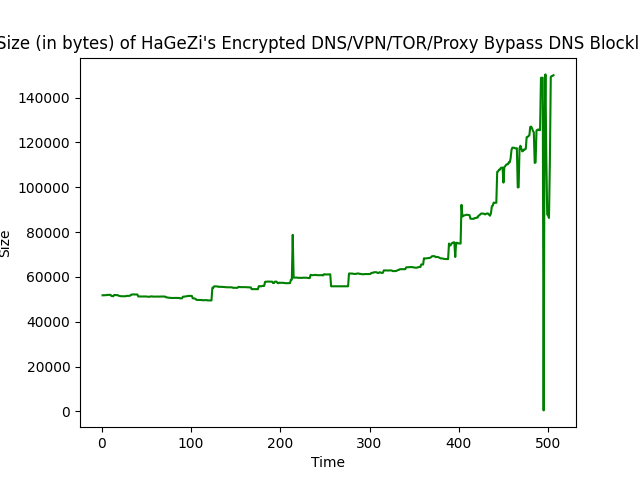 Size (in bytes) of HaGeZi's Encrypted DNS/VPN/TOR/Proxy Bypass DNS Blockl
140000
120000
100000
80000
60000
40000
20000
0
Size
0 100 200 300 400 500
Time